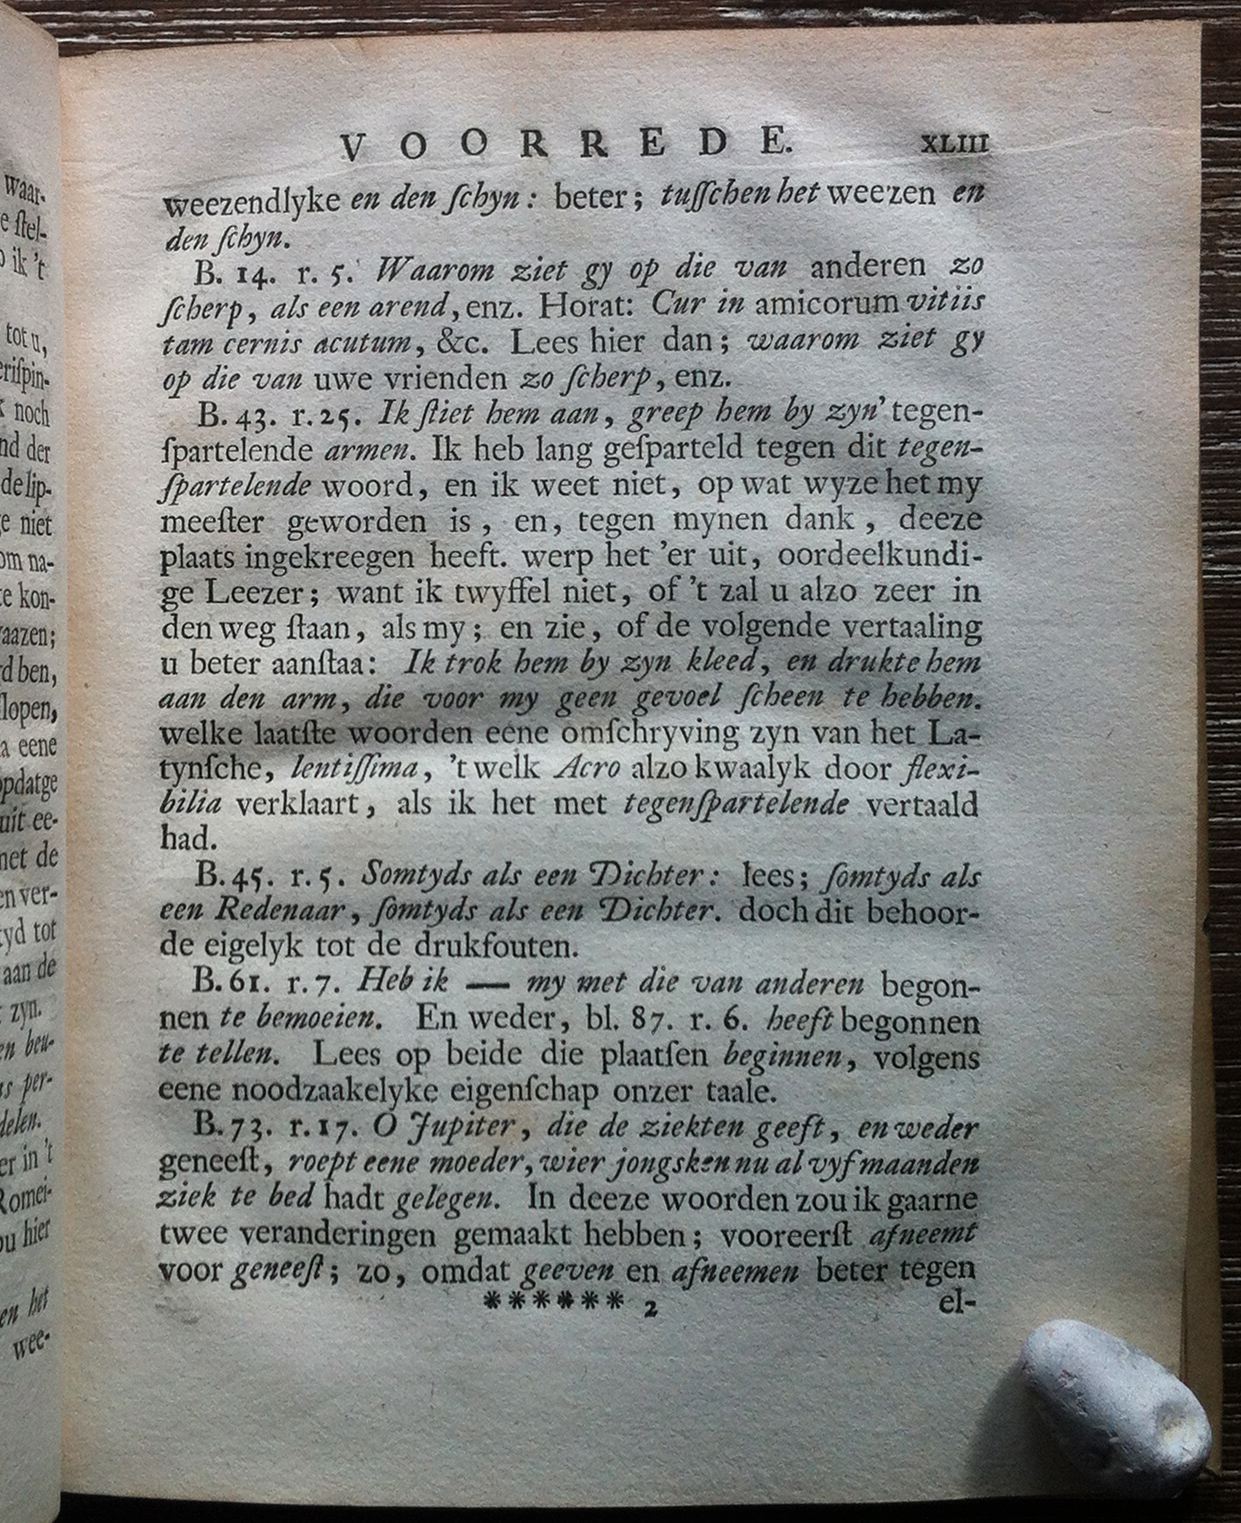 VOORREDE. XLIII
weezendlyke en den ſchyn: beter; tuſſchen het weezen en
den ſchyn.
B. 14. r. 5. Waarom ziet gy op die van anderen zo
ſcherp, als een arend, enz. Horat: Cur in amicorum vitiis
tam cernis acutum, &c. Lees hier dan; waarom ziet gy
op die van uwe vrienden zo ſcherp, enz.
B. 43. r. 25. Ik ſtiet hem aan, greep hem by zyn' tegen-
ſpartelende armen. Ik heb lang geſparteld tegen dit tegen-
ſpartelende woord, en ik weet niet, op wat wyze het my
meeſter geworden is, en, tegen mynen dank, deeze
plaats ingekreegen heeft. werp het 'er uit, oordeelkundi-
ge Leezer; want ik twyffel niet, of 't zal u alzo zeer in
den weg ſtaan, als my; en zie, of de volgende vertaaling
u beter aanſtaa: Ik trok hem by zyn kleed, en drukte hem
aan den arm, die voor my geen gevoel ſcheen te hebben.
welke laatſte woorden eene omſchryving zyn van het La-
tynſche, lentiſſima, 't welk Acro alzo kwaalyk door flexi-
bilia verklaart, als ik het met tegenſpartelende vertaald
had.
B. 45. r. 5. Somtyds als een Dichter: lees; ſomtyds als
een Redenaar, ſomtyds als een Dichter. doch dit behoor-
de eigelyk tot de drukfouten.
B. 61. r. 7. Heb ik — my met die van anderen begon-
nen te bemoeien. En weder, bl. 87. r. 6. heeft begonnen
te tellen. Lees op beide die plaatſen beginnen, volgens
eene noodzaakelyke eigenſchap onzer taale.
B. 73. r. 17. O Jupiter, die de ziekten geeft, en weder
geneeſt, roept eene moeder, wier jongsken nu al vyf maanden
ziek te bed hadt gelegen. In deeze woorden zou ik gaarne
twee veranderingen gemaakt hebben; vooreerſt afneemt
voor geneeſt; zo, omdat geeven en afneemen beter tegen
****** 2 el-